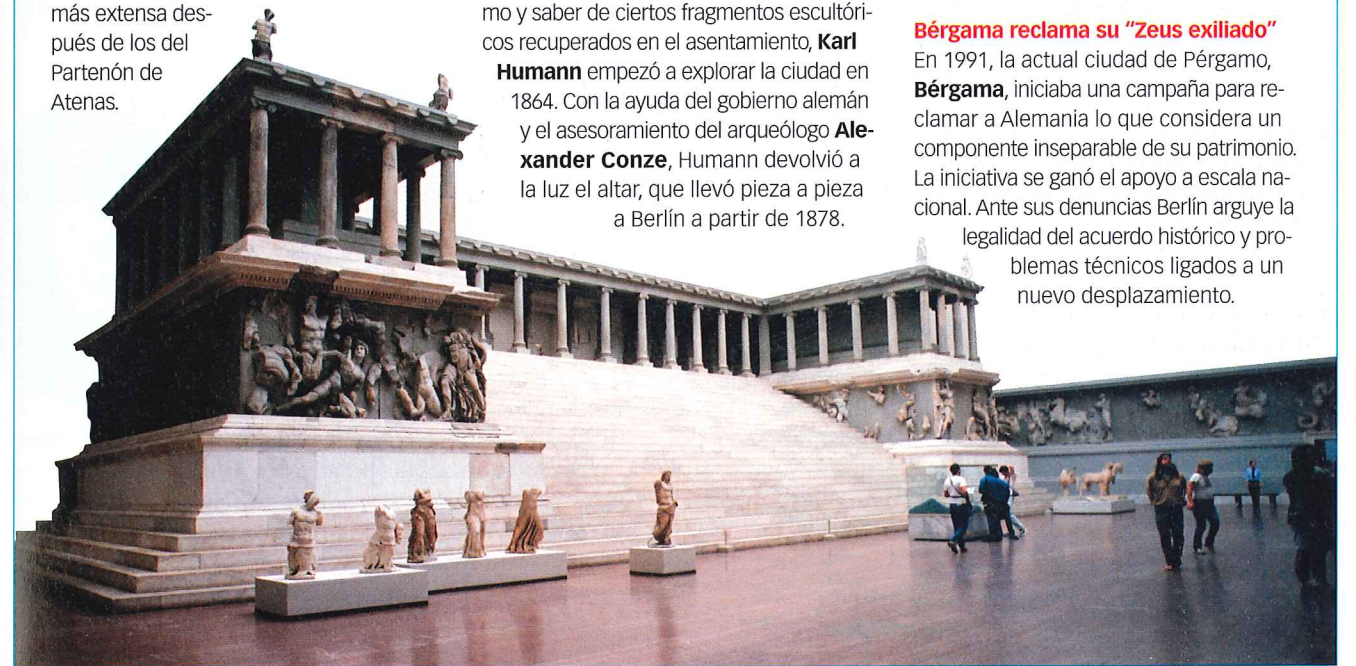 más extensa des-
pués de los del
Partenón de
Atenas.
mo y saber de ciertos fragmentos escultóri-
cos recuperados en el asentamiento, Karl
Humann empezó a explorar la ciudad en
1864. Con la ayuda del gobierno alemán
y el asesoramiento del arqueólogo Ale-
xander Conze, Humann devolvió a
la luz el altar, que llevó pieza a pieza
a Berlín a partir de 1878.
Bérgama reclama su “Zeus exiliado”
En 1991, la actual ciudad de Pérgamo,
Bérgama, iniciaba una campaña para re-
clamar a Alemania lo que considera un
componente inseparable de su patrimonio.
La iniciativa se ganó el apoyo a escala na-
cional. Ante sus denuncias Berlín arguye la
legalidad del acuerdo histórico y pro-
blemas técnicos ligados a un
nuevo desplazamiento.